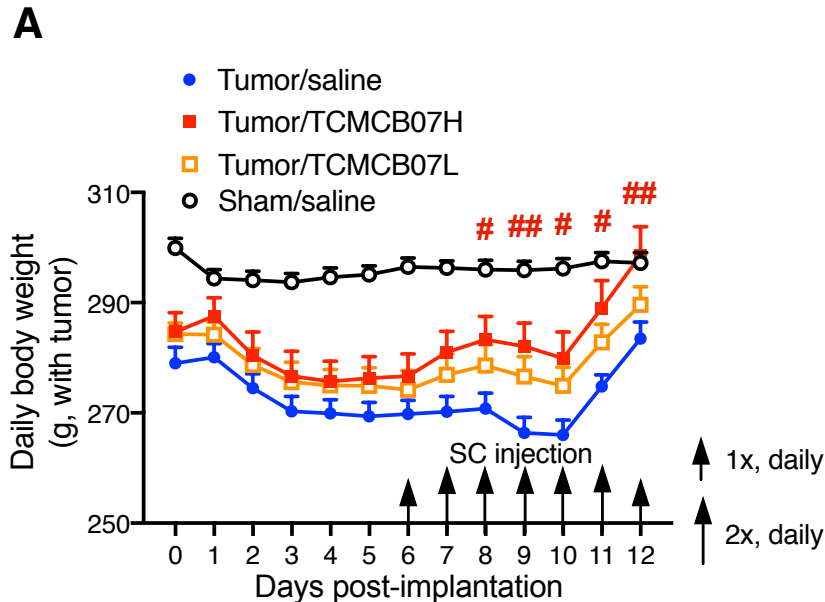 A
Tumor/saline
Tumor/TCMCB07H
Tumor/TCMCB07L
Sham/saline
310
290
270
250
Daily body weight
(g, with tumor)
# ## # # ##
SC injection
1x, daily
2x, daily
0 1 2 3 4 5 6 7 8 9 10 11 12
Days post-implantation